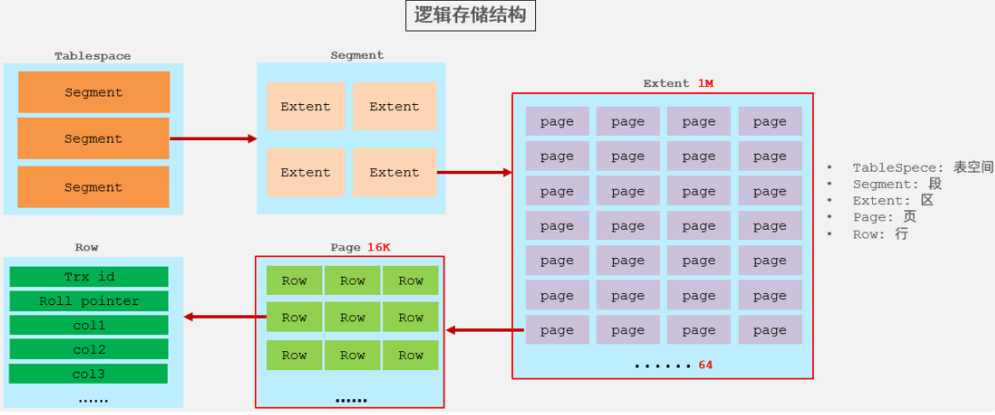 逻辑存储结构
Tablespace
Segment
Segment
Segment
Segment
Extent Extent
Extent Extent
Extent 1M
page page page page
page page page page
page page page page
page page page page
page page page page
page page page page
page page page page
......64
• TableSpece: 表空间
• Segment: 段
• Extent: 区
• Page: 页
• Row: 行
Row
Trx id
Roll pointer
col1
col2
col3
......
Page 16K
Row Row Row
Row Row Row
Row Row Row
......